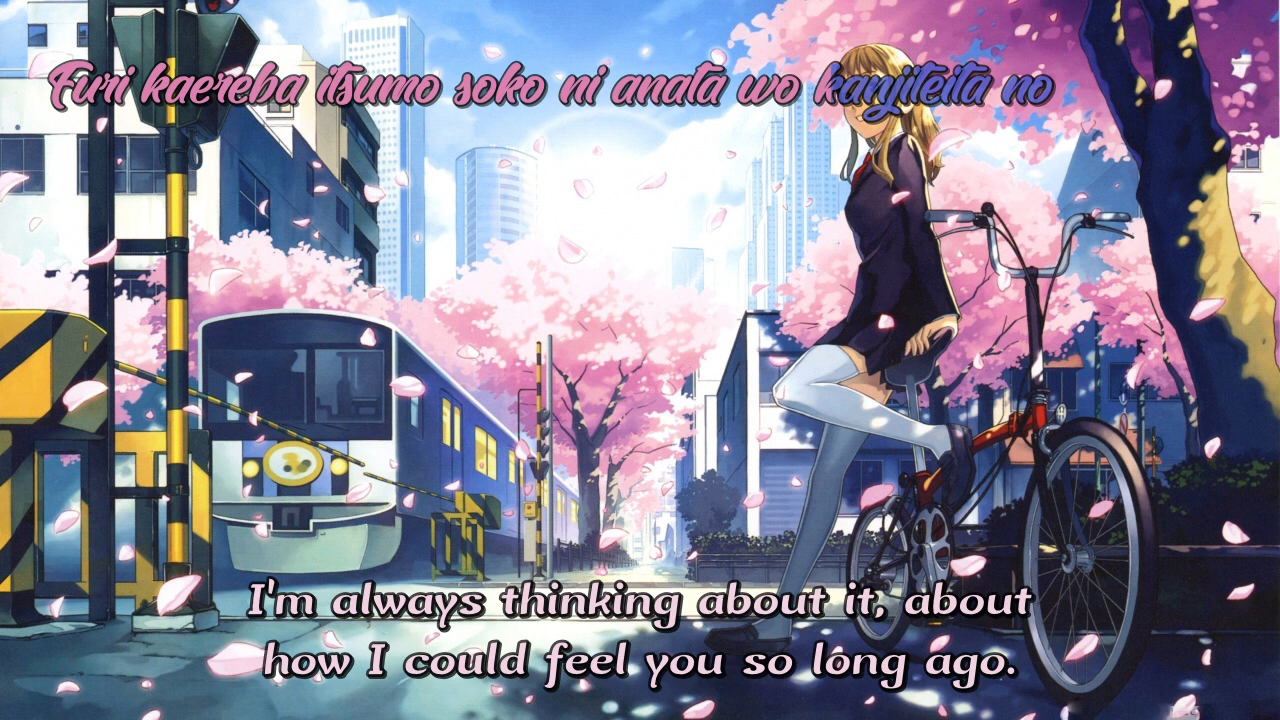 Furi kaereba itsumo soko ni anata wo kanjiteita no
I'm always thinking about it, about
how I could feel you so long ago.